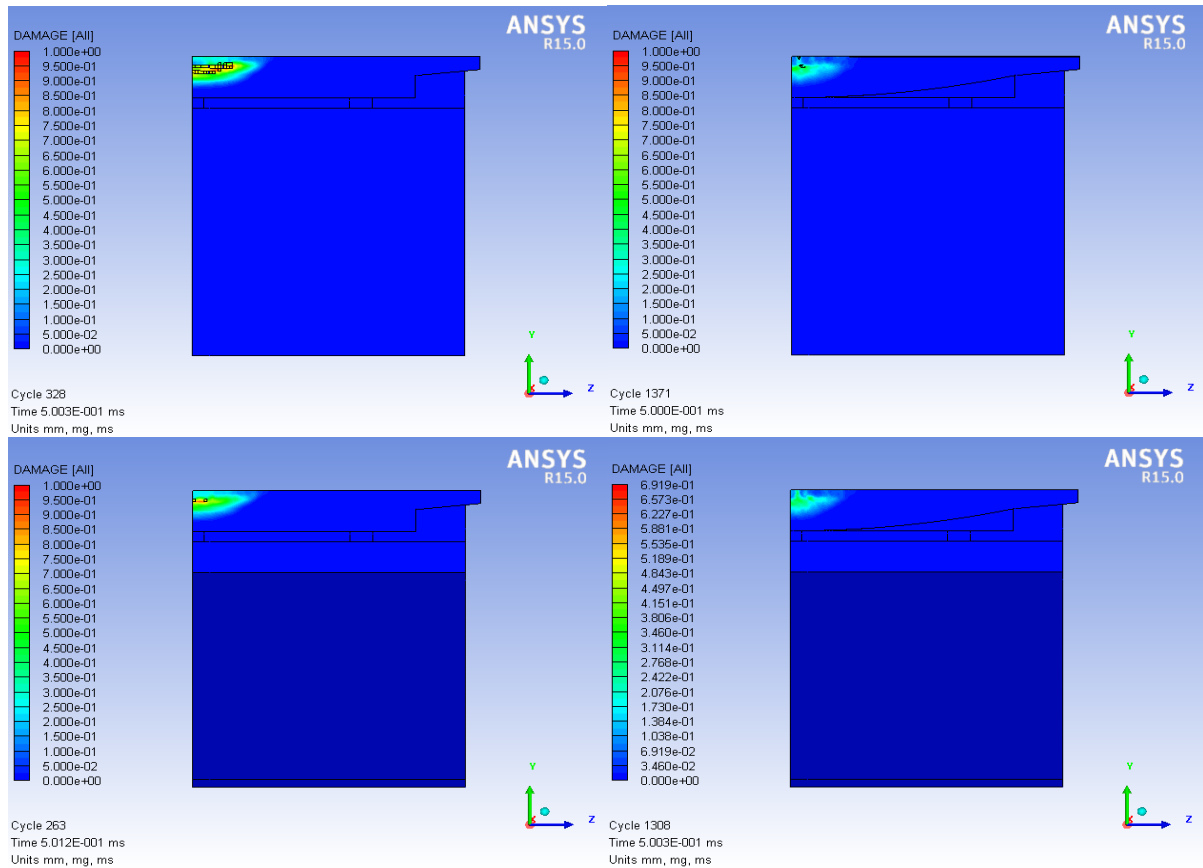 ANSYS
R15.0
DAMAGE [All]
1.000e+00
9.500e-01
9.000e-01
8.500e-01
8.000e-01
7.500e-01
7.000e-01
6.500e-01
6.000e-01
5.500e-01
5.000e-01
4.500e-01
4.000e-01
3.500e-01
3.000e-01
2.500e-01
2.000e-01
1.500e-01
1.000e-01
5.000e-02
0.000e+00
Y
X
Z
Cycle 328
Time 5.003E-001 ms
Units mm, mg, ms
ANSYS
R15.0
DAMAGE [All]
1.000e+00
9.500e-01
9.000e-01
8.500e-01
8.000e-01
7.500e-01
7.000e-01
6.500e-01
6.000e-01
5.500e-01
5.000e-01
4.500e-01
4.000e-01
3.500e-01
3.000e-01
2.500e-01
2.000e-01
1.500e-01
1.000e-01
5.000e-02
0.000e+00
Y
X
Z
Cycle 1371
Time 5.000E-001 ms
Units mm, mg, ms
ANSYS
R15.0
DAMAGE [All]
1.000e+00
9.500e-01
9.000e-01
8.500e-01
8.000e-01
7.500e-01
7.000e-01
6.500e-01
6.000e-01
5.500e-01
5.000e-01
4.500e-01
4.000e-01
3.500e-01
3.000e-01
2.500e-01
2.000e-01
1.500e-01
1.000e-01
5.000e-02
0.000e+00
Y
X
Z
Cycle 263
Time 5.012E-001 ms
Units mm, mg, ms
ANSYS
R15.0
DAMAGE [All]
6.919e-01
6.573e-01
6.227e-01
5.881e-01
5.535e-01
5.189e-01
4.843e-01
4.497e-01
4.151e-01
3.806e-01
3.460e-01
3.114e-01
2.768e-01
2.422e-01
2.076e-01
1.730e-01
1.384e-01
1.038e-01
6.919e-02
3.460e-02
0.000e+00
Y
X
Z
Cycle 1308
Time 5.003E-001 ms
Units mm, mg, ms